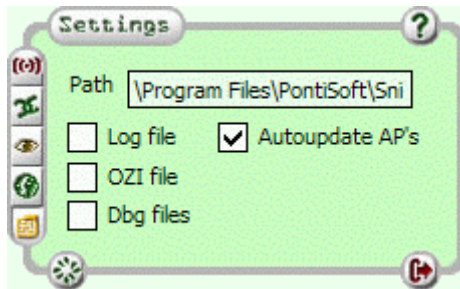 Settings
?
((·))
Path \Program Files\PontiSoft\Sni
Log file Autoupdate AP's
OZI file
Dbg files